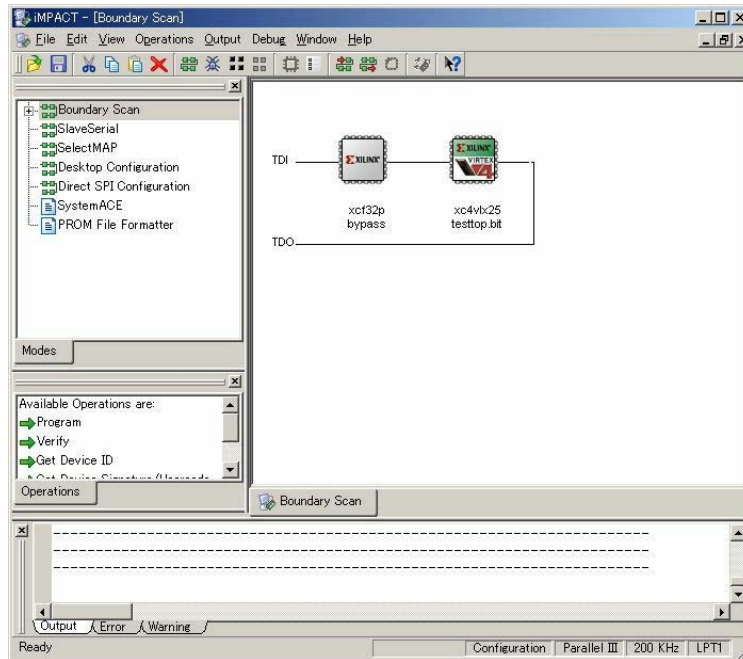 iMPACT - [Boundary Scan]
File Edit View Operations Output Debug Window Help
Boundary Scan
SlaveSerial
SelectMAP
Desktop Configuration
Direct SPI Configuration
SystemACE
PROM File Formatter
Modes
Available Operations are:
Program
Verify
Get Device ID
Operations
TDI
XILINX
XILINX
VIRTEX
4
xcf32p
bypass
xc4vlx25
testtop.bit
TDO
Boundary Scan
--------------------------------------------------------------------
--------------------------------------------------------------------
--------------------------------------------------------------------
Output Error Warning
Ready
Configuration Parallel III 200 KHz LPT1